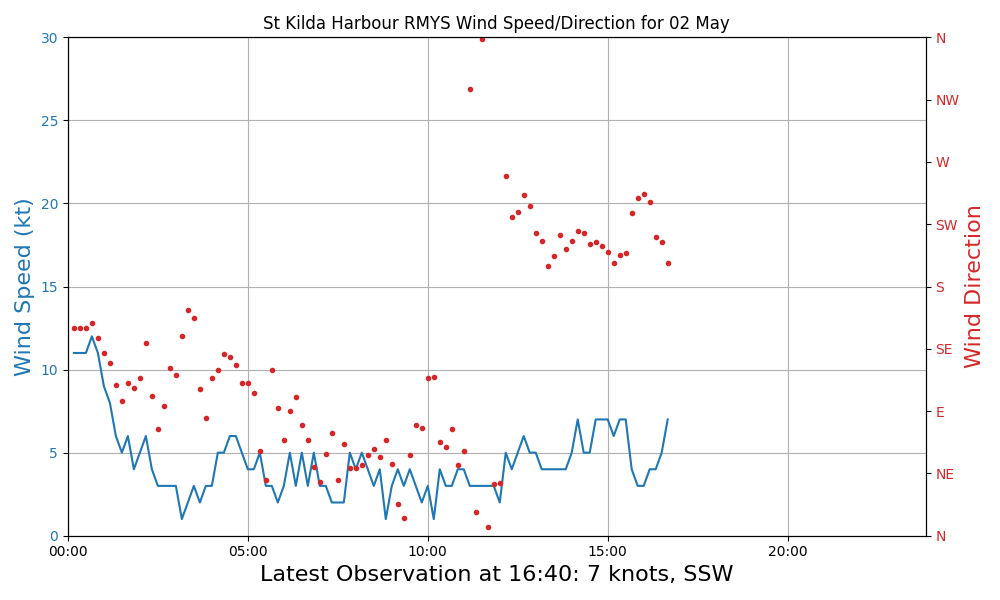 St Kilda Harbour RMYS Wind Speed/Direction for 02 May
30
25
20
15
10
5
0
Wind Speed (kt)
N
NW
W
SW
S
SE
E
NE
N
Wind Direction
00:00
05:00
10:00
15:00
20:00
Latest Observation at 16:40: 7 knots, SSW